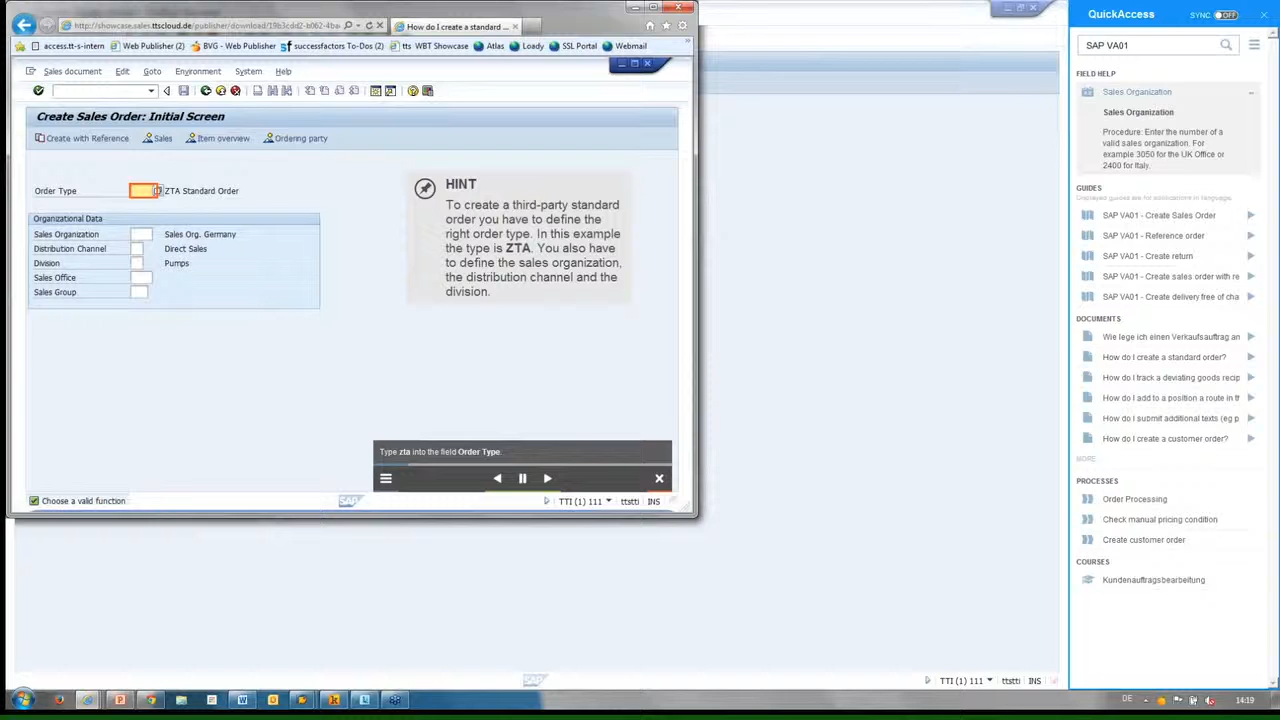 http://showcase.sales.ttscloud.de/publisher/download/19b3cdd2-b062-4bae
How do I create a standard ...
access.tt-s-intern
Web Publisher (2)
BVG - Web Publisher
successfactors To-Dos (2)
tts WBT Showcase
Atlas
Loady
SSL Portal
Webmail
Sales document Edit Goto Environment System Help
Create Sales Order: Initial Screen
Create with Reference Sales Item overview Ordering party
Order Type ZTA Standard Order
Organizational Data
Sales Organization Sales Org. Germany
Distribution Channel Direct Sales
Division Pumps
Sales Office
Sales Group
HINT
To create a third-party standard
order you have to define the
right order type. In this example
the type is ZTA. You also have
to define the sales organization,
the distribution channel and the
division.
Type zta into the field Order Type.
Choose a valid function
SAP
TTI (1) 111 ttstti INS
SAP
TTI (1) 111 ttstti INS
QuickAccess SYNC OFF
SAP VA01
FIELD HELP
Sales Organization
Sales Organization
Procedure: Enter the number of a
valid sales organization. For
example 3050 for the UK Office or
2400 for Italy.
GUIDES
SAP VA01 - Create Sales Order
SAP VA01 - Reference order
SAP VA01 - Create return
SAP VA01 - Create sales order with re
SAP VA01 - Create delivery free of cha
DOCUMENTS
Wie lege ich einen Verkaufsauftrag an
How do I create a standard order?
How do I track a deviating goods recip
How do I add to a position a route in th
How do I submit additional texts (eg p
How do I create a customer order?
MORE
PROCESSES
Order Processing
Check manual pricing condition
Create customer order
COURSES
Kundenauftragsbearbeitung
DE 14:19